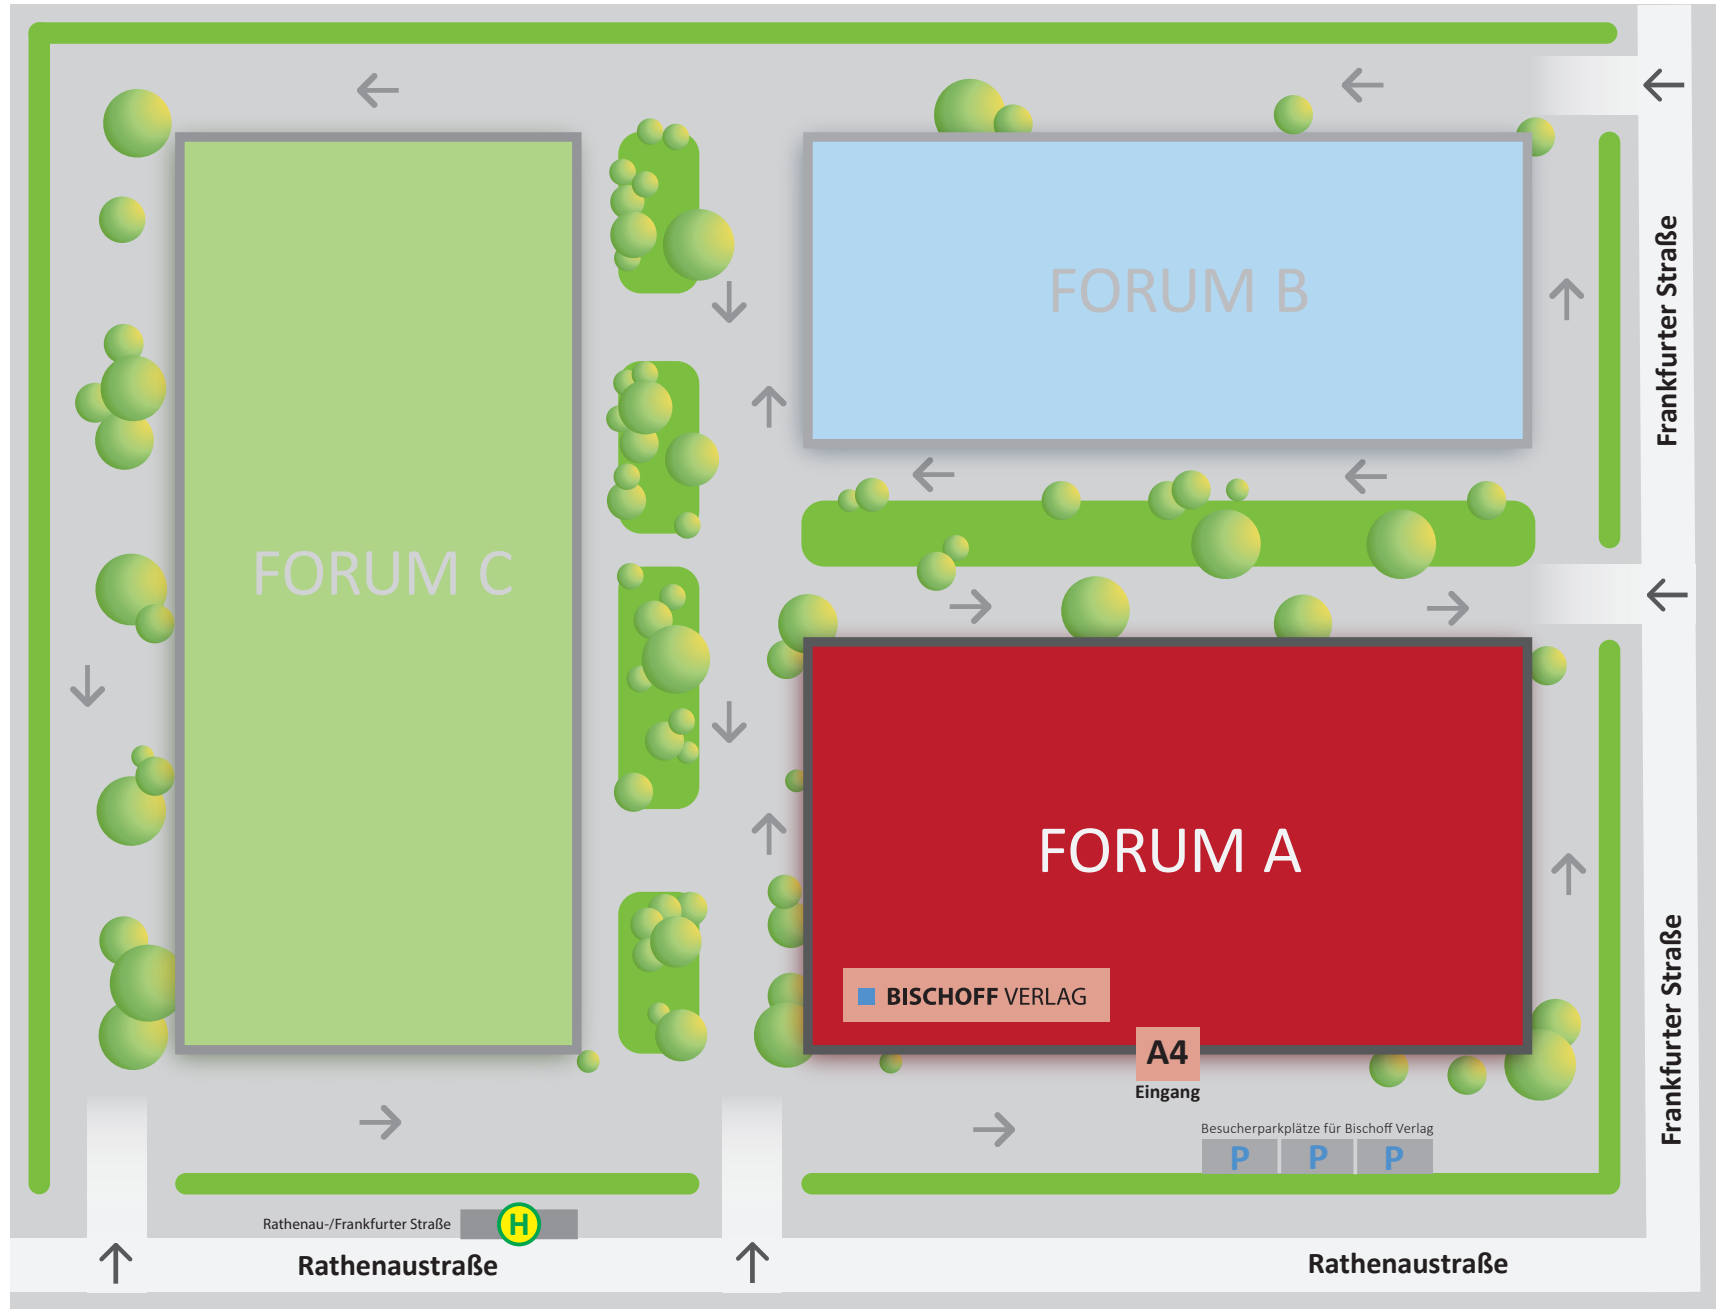 FORUM B
Frankfurter Straße
FORUM C
FORUM A
BISCHOFF VERLAG
A4
Eingang
Frankfurter Straße
Besucherparkplätze für Bischoff Verlag
P P P
Rathenau-/Frankfurter Straße H
Rathenaustraße
Rathenaustraße